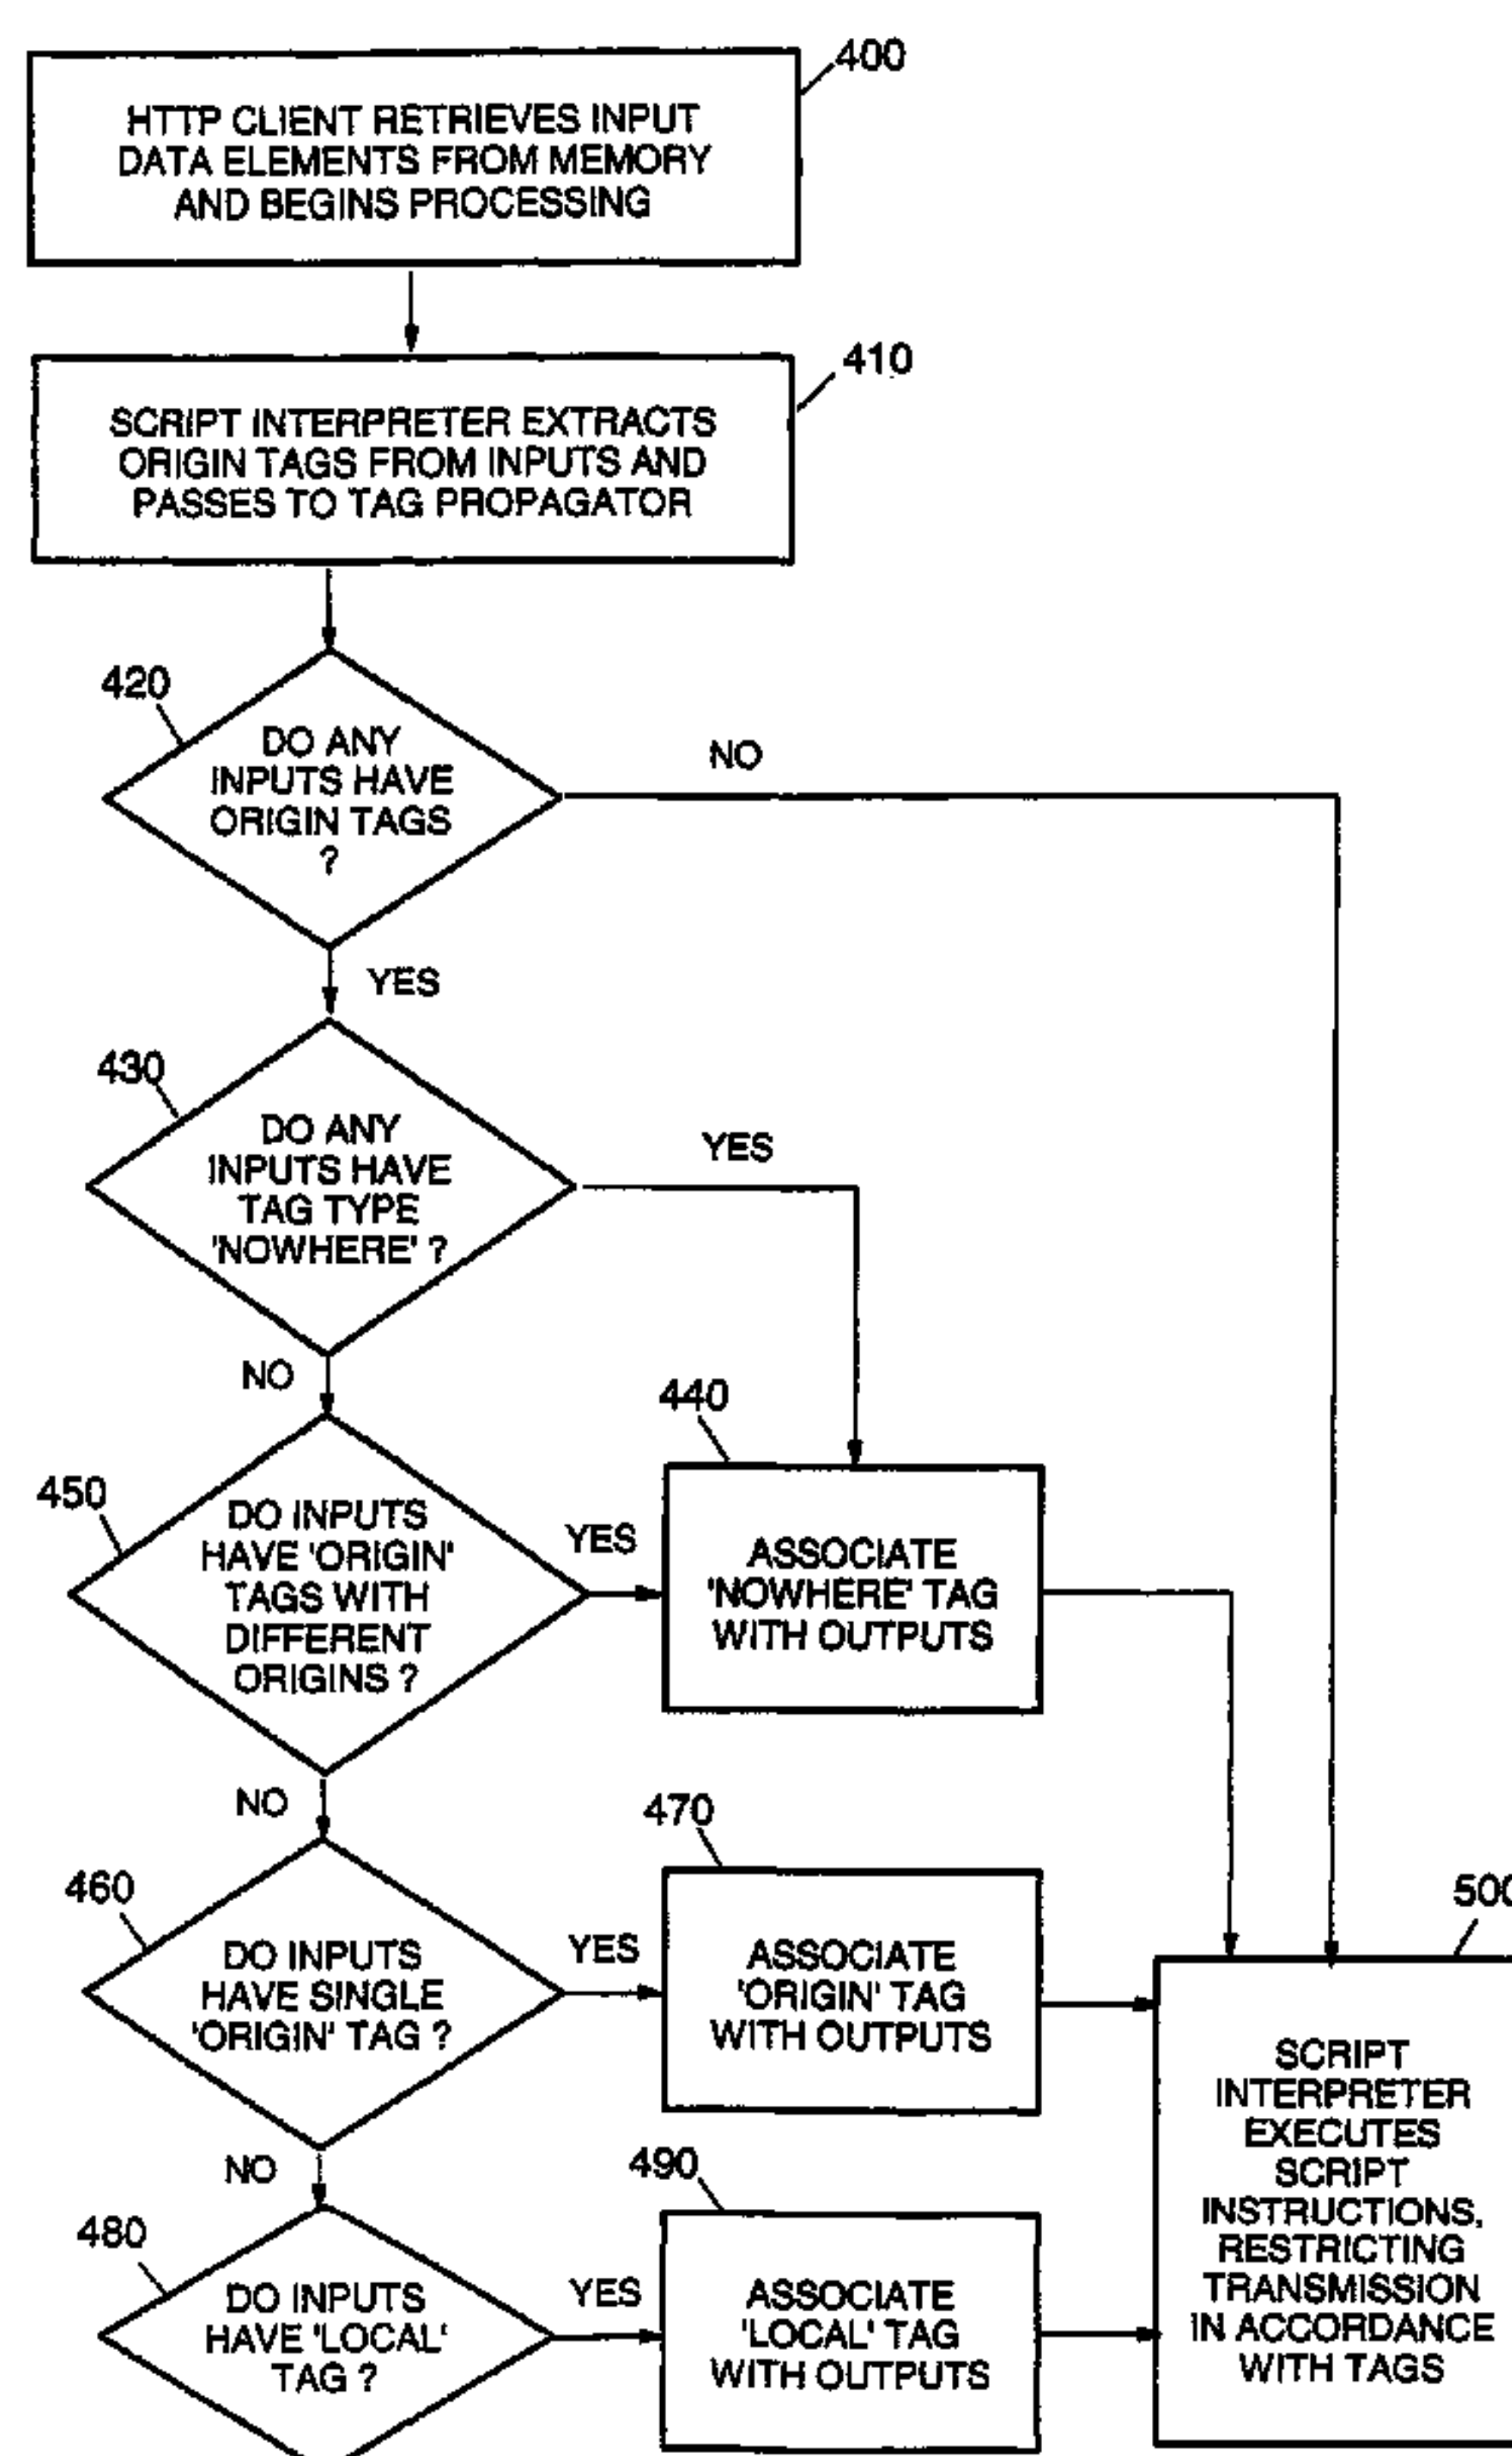 400
HTTP CLIENT RETRIEVES INPUT
DATA ELEMENTS FROM MEMORY
AND BEGINS PROCESSING
410
SCRIPT INTERPRETER EXTRACTS
ORIGIN TAGS FROM INPUTS AND
PASSES TO TAG PROPAGATOR
420
DO ANY
INPUTS HAVE
ORIGIN TAGS
?
NO
YES
430
DO ANY
INPUTS HAVE
TAG TYPE
'NOWHERE' ?
YES
NO
440
ASSOCIATE
'NOWHERE' TAG
WITH OUTPUTS
450
DO INPUTS
HAVE 'ORIGIN'
TAGS WITH
DIFFERENT
ORIGINS ?
YES
NO
460
DO INPUTS
HAVE SINGLE
'ORIGIN' TAG ?
YES
NO
470
ASSOCIATE
'ORIGIN' TAG
WITH OUTPUTS
480
DO INPUTS
HAVE 'LOCAL'
TAG ?
YES
490
ASSOCIATE
'LOCAL' TAG
WITH OUTPUTS
500
SCRIPT
INTERPRETER
EXECUTES
SCRIPT
INSTRUCTIONS,
RESTRICTING
TRANSMISSION
IN ACCORDANCE
WITH TAGS